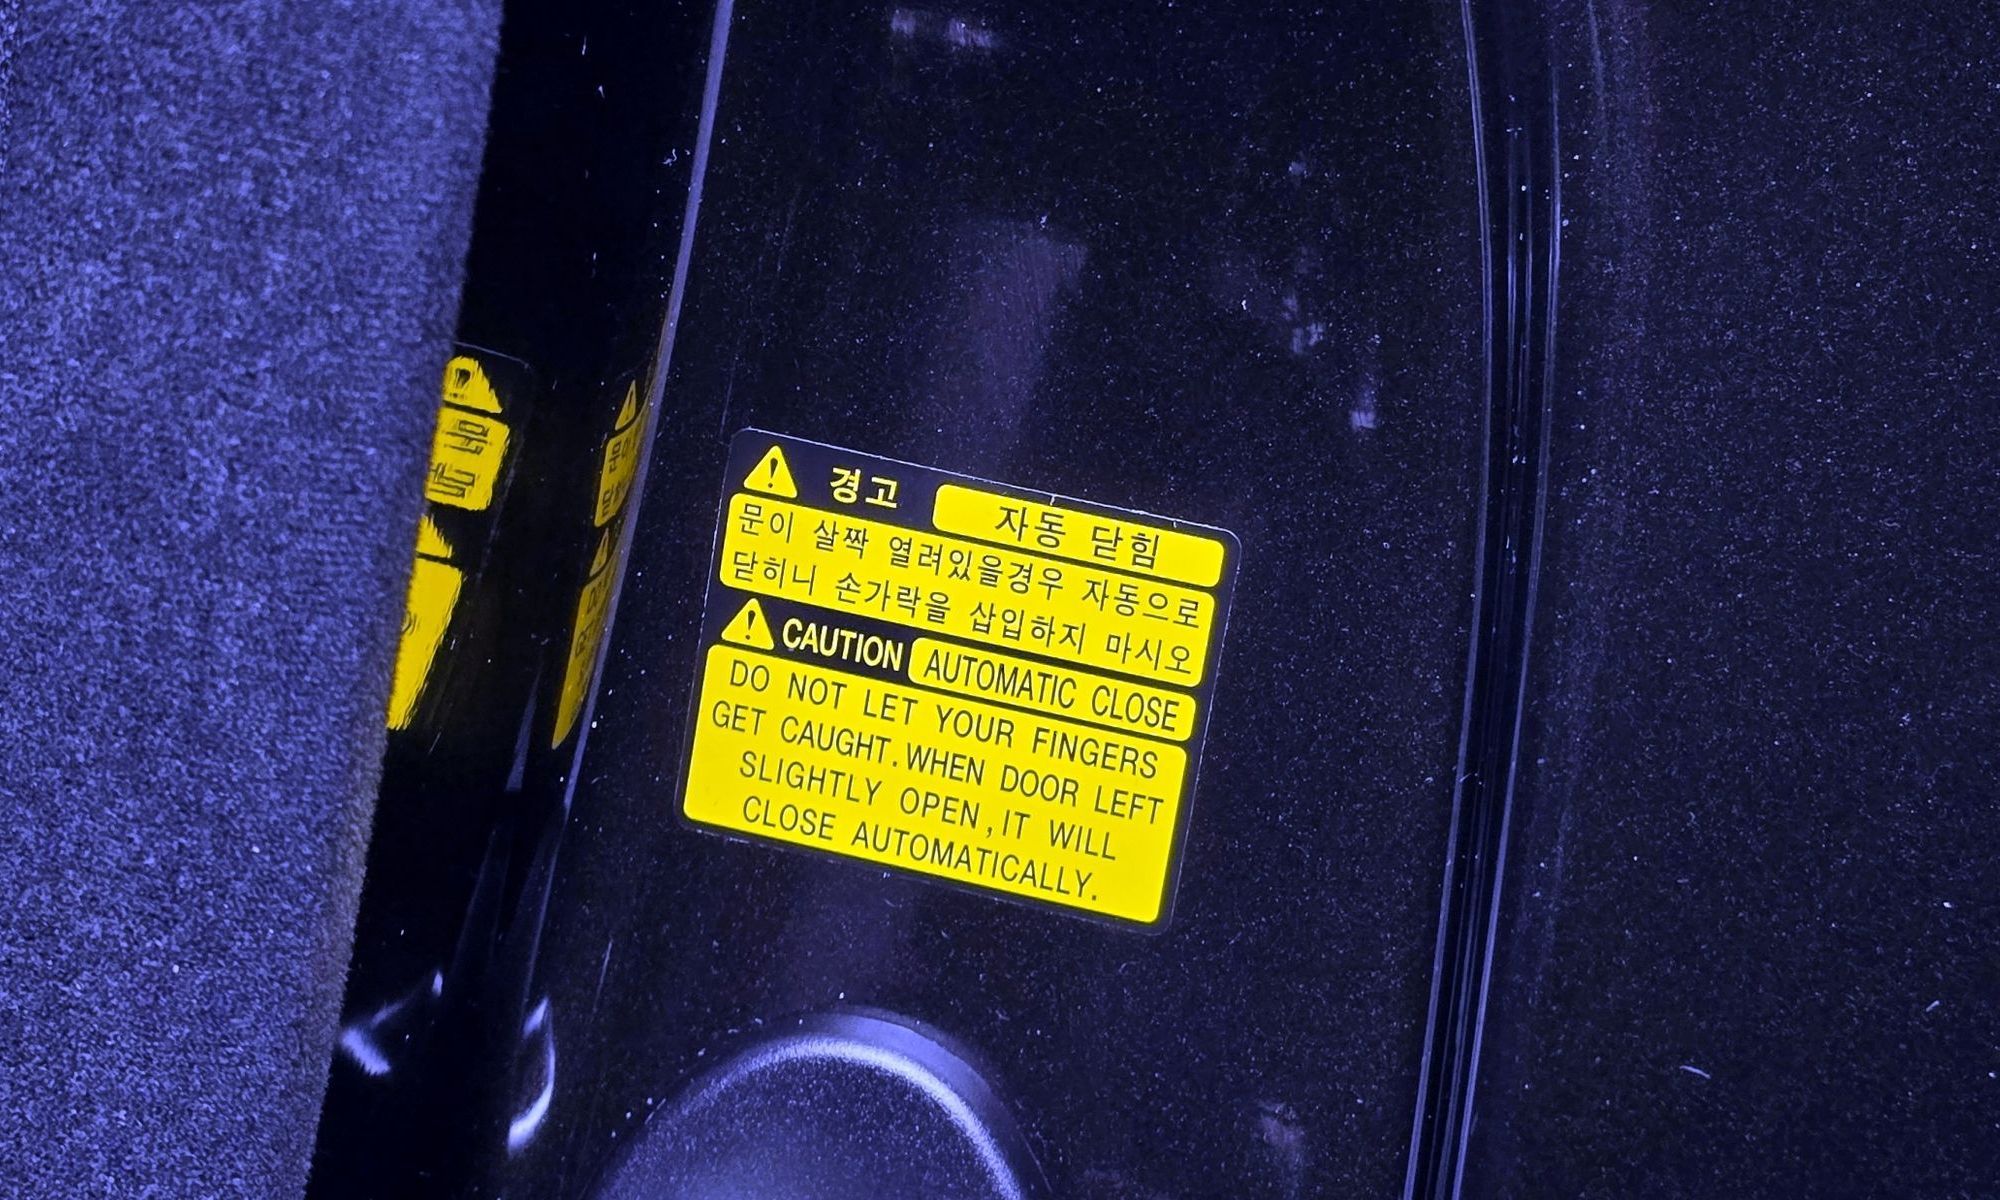 경고 자동 닫힘
문이 살짝 열려있을경우 자동으로
닫히니 손가락을 삽입하지 마시오
CAUTION AUTOMATIC CLOSE
DO NOT LET YOUR FINGERS
GET CAUGHT. WHEN DOOR LEFT
SLIGHTLY OPEN, IT WILL
CLOSE AUTOMATICALLY.